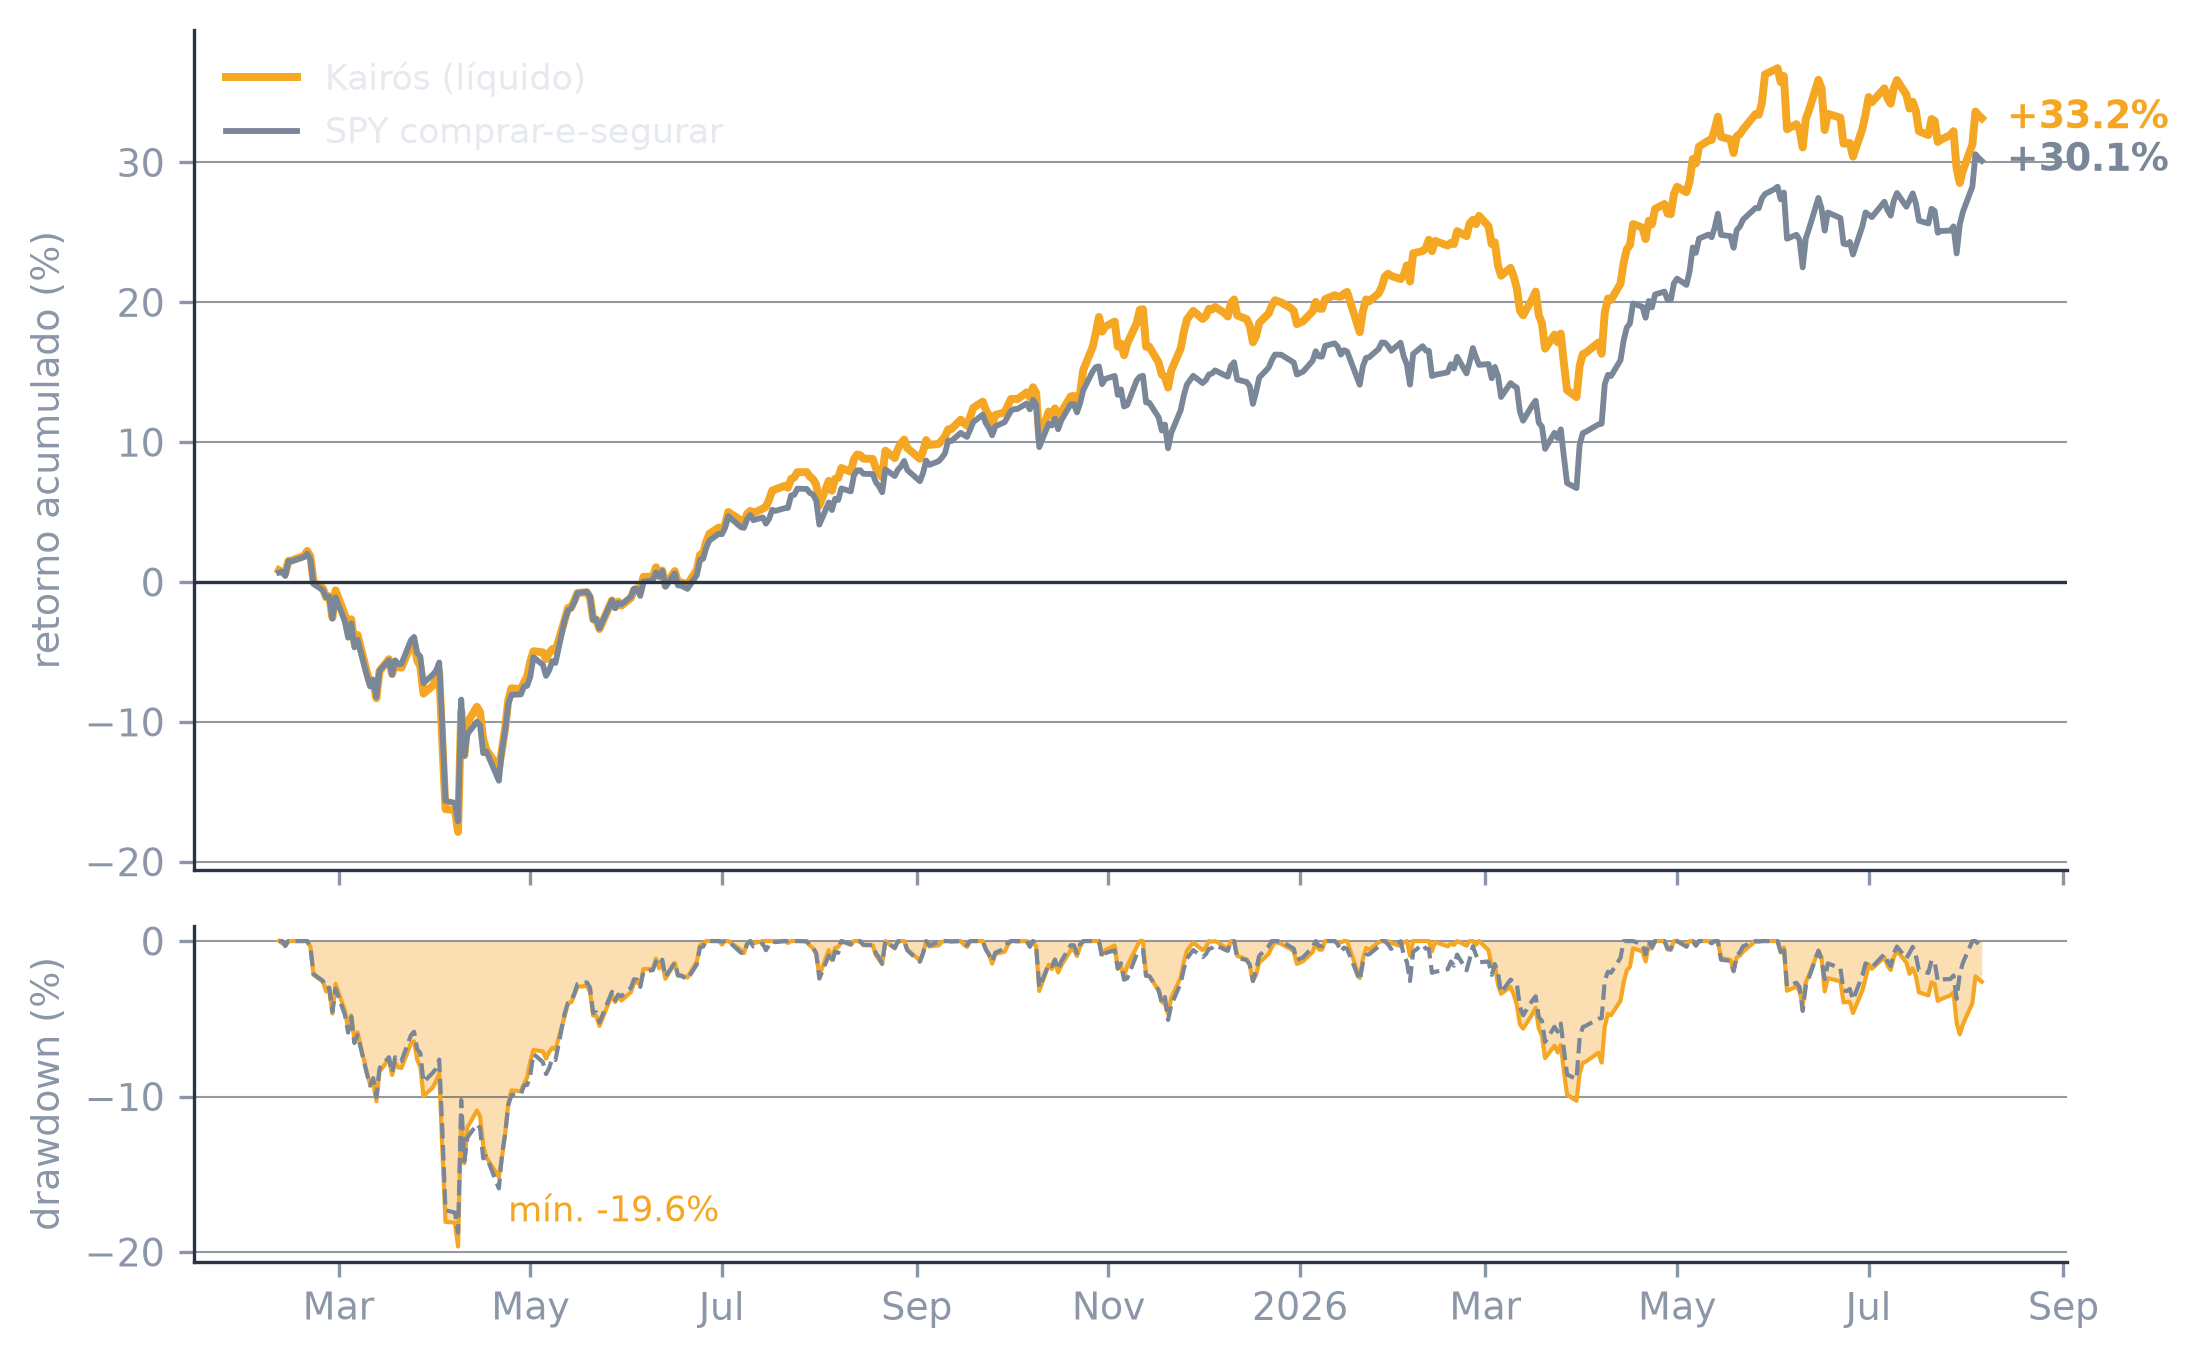 Kairós (líquido)
SPY comprar-e-segurar
+33.2%
+30.1%
retorno acumulado (%)
30
20
10
0
−10
−20
drawdown (%)
0
−10
−20
mín. -19.6%
Mar May Jul Sep Nov 2026 Mar May Jul Sep